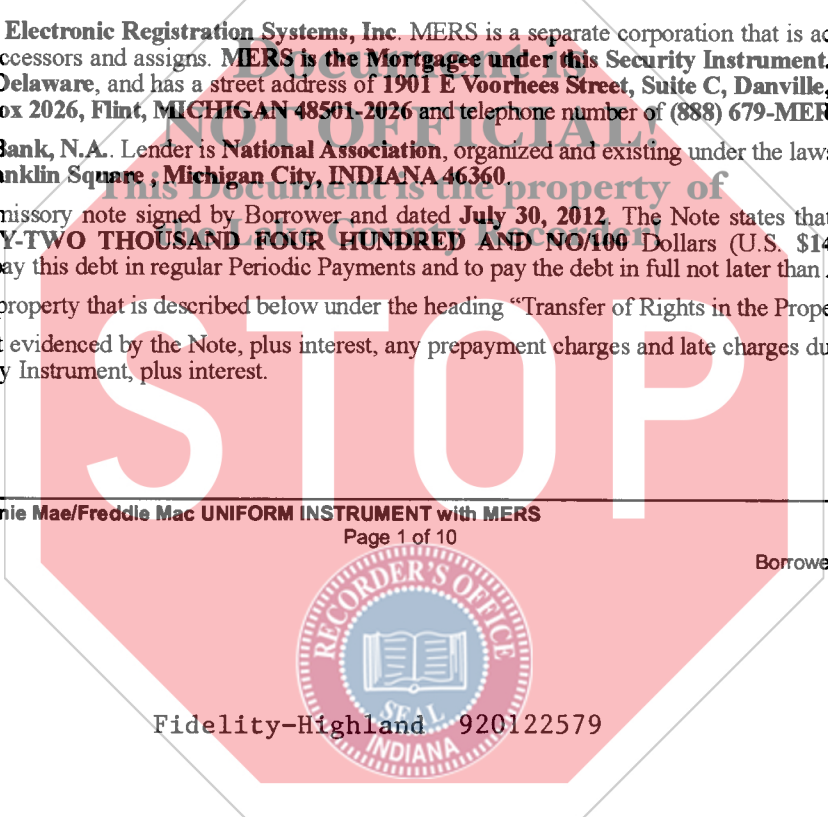 Electronic Registration Systems, Inc. MERS is a separate corporation that is ac
ccessors and assigns. MERS is the Mortgagee under this Security Instrument.
Delaware, and has a street address of 1901 E Voorhees Street, Suite C, Danville,
ox 2026, Flint, MICHIGAN 48501-2026 and telephone number of (888) 679-MER
Bank, N.A.. Lender is National Association, organized and existing under the laws
anklin Square , Michigan City, INDIANA 46360.
missory note signed by Borrower and dated July 30, 2012. The Note states that
Y-TWO THOUSAND FOUR HUNDRED AND NO/100 Dollars (U.S. $14
pay this debt in regular Periodic Payments and to pay the debt in full not later than
property that is described below under the heading “Transfer of Rights in the Prope
t evidenced by the Note, plus interest, any prepayment charges and late charges du
y Instrument, plus interest.
Document is
NOT OFFICIAL!
This Document is the property of
the Lake County Recorder!
STOP
nie Mae/Freddie Mac UNIFORM INSTRUMENT with MERS
Page 1 of 10
Borrowe
RECORDER'S OFFICE
SEAL
INDIANA
Fidelity-Highland 920122579